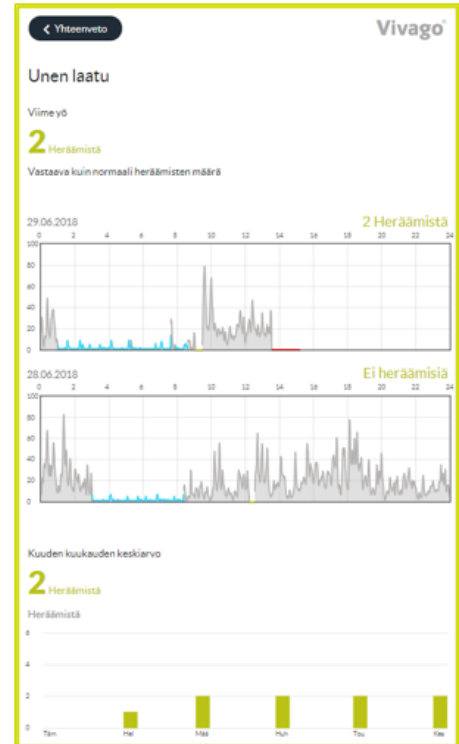 Yhteenveto
Vivago
Unen laatu
Viime yö
2 Heräämistä
Vastaava kuin normaali heräämisten määrä
29.06.2018 2 Heräämistä
0 2 4 6 8 10 12 14 16 18 20 22 24
100
80
60
40
20
0
28.06.2018 Ei heräämisiä
0 2 4 6 8 10 12 14 16 18 20 22 24
100
80
60
40
20
0
Kuuden kuukauden keskiarvo
2 Heräämistä
Heräämistä
6
4
2
0
Tam Hel Maa Huh Tou Kes